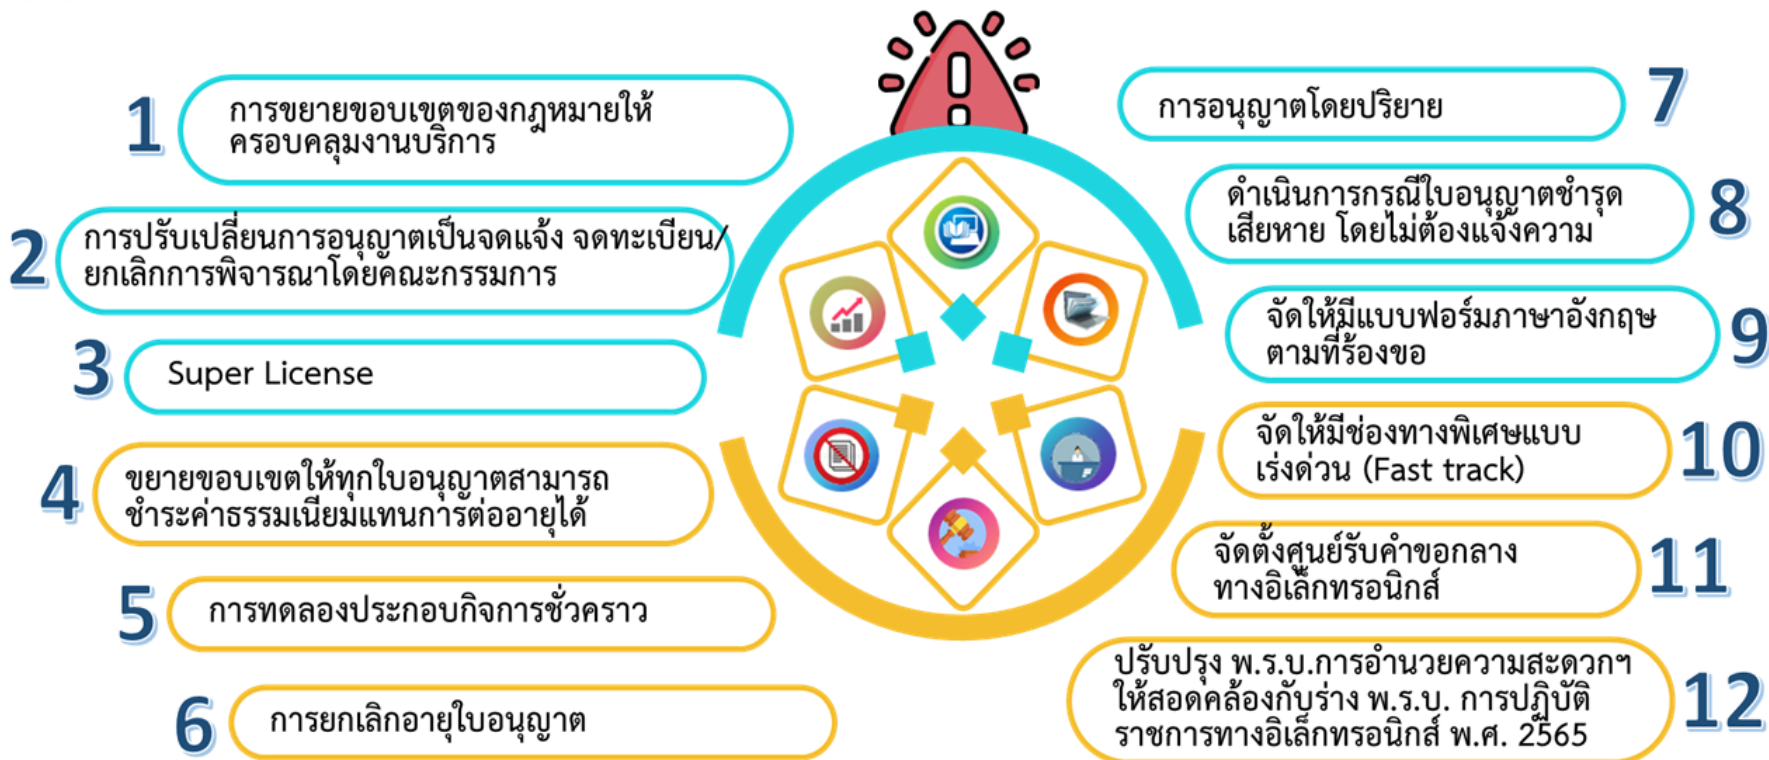 1
การขยายขอบเขตของกฎหมายให้
ครอบคลุมงานบริการ
2
การปรับเปลี่ยนการอนุญาตเป็นจดแจ้ง จดทะเบียน/
ยกเลิกการพิจารณาโดยคณะกรรมการ
3
Super License
4
ขยายขอบเขตให้ทุกใบอนุญาตสามารถ
ชำระค่าธรรมเนียมแทนการต่ออายุได้
5
การทดลองประกอบกิจการชั่วคราว
6
การยกเลิกอายุใบอนุญาต
7
การอนุญาตโดยปริยาย
8
ดำเนินการกรณีใบอนุญาตชำรุด
เสียหาย โดยไม่ต้องแจ้งความ
9
จัดให้มีแบบฟอร์มภาษาอังกฤษ
ตามที่ร้องขอ
10
จัดให้มีช่องทางพิเศษแบบ
เร่งด่วน (Fast track)
11
จัดตั้งศูนย์รับคำขอกลาง
ทางอิเล็กทรอนิกส์
12
ปรับปรุง พ.ร.บ.การอำนวยความสะดวกฯ
ให้สอดคล้องกับร่าง พ.ร.บ. การปฏิบัติ
ราชการทางอิเล็กทรอนิกส์ พ.ศ. 2565